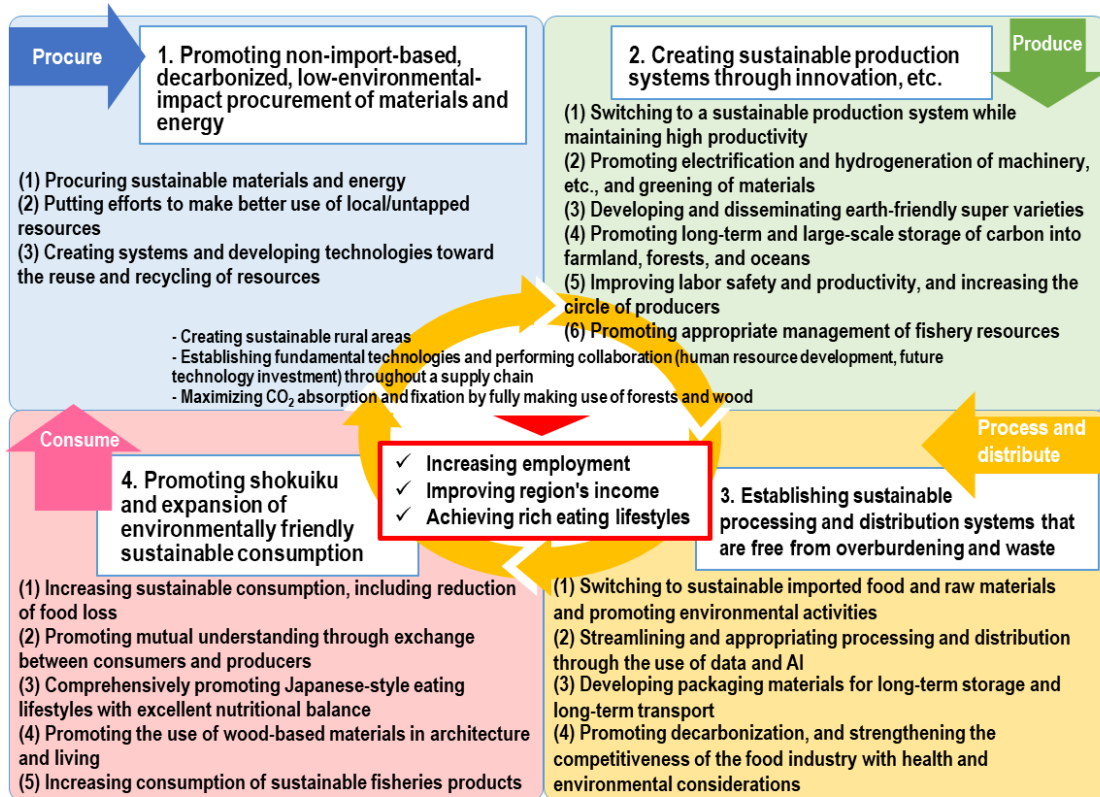 Procure
1. Promoting non-import-based,
decarbonized, low-environmental-
impact procurement of materials and
energy
(1) Procuring sustainable materials and energy
(2) Putting efforts to make better use of local/untapped
resources
(3) Creating systems and developing technologies toward
the reuse and recycling of resources
Produce
2. Creating sustainable production
systems through innovation, etc.
(1) Switching to a sustainable production system while
maintaining high productivity
(2) Promoting electrification and hydrogeneration of machinery,
etc., and greening of materials
(3) Developing and disseminating earth-friendly super varieties
(4) Promoting long-term and large-scale storage of carbon into
farmland, forests, and oceans
(5) Improving labor safety and productivity, and increasing the
circle of producers
(6) Promoting appropriate management of fishery resources
- Creating sustainable rural areas
- Establishing fundamental technologies and performing collaboration (human resource development, future
technology investment) throughout a supply chain
- Maximizing CO₂ absorption and fixation by fully making use of forests and wood
✓ Increasing employment
✓ Improving region's income
✓ Achieving rich eating lifestyles
Process and
distribute
3. Establishing sustainable
processing and distribution systems that
are free from overburdening and waste
(1) Switching to sustainable imported food and raw materials
and promoting environmental activities
(2) Streamlining and appropriating processing and distribution
through the use of data and AI
(3) Developing packaging materials for long-term storage and
long-term transport
(4) Promoting decarbonization, and strengthening the
competitiveness of the food industry with health and
environmental considerations
Consume
4. Promoting shokuiku
and expansion of
environmentally friendly
sustainable consumption
(1) Increasing sustainable consumption, including reduction
of food loss
(2) Promoting mutual understanding through exchange
between consumers and producers
(3) Comprehensively promoting Japanese-style eating
lifestyles with excellent nutritional balance
(4) Promoting the use of wood-based materials in architecture
and living
(5) Increasing consumption of sustainable fisheries products